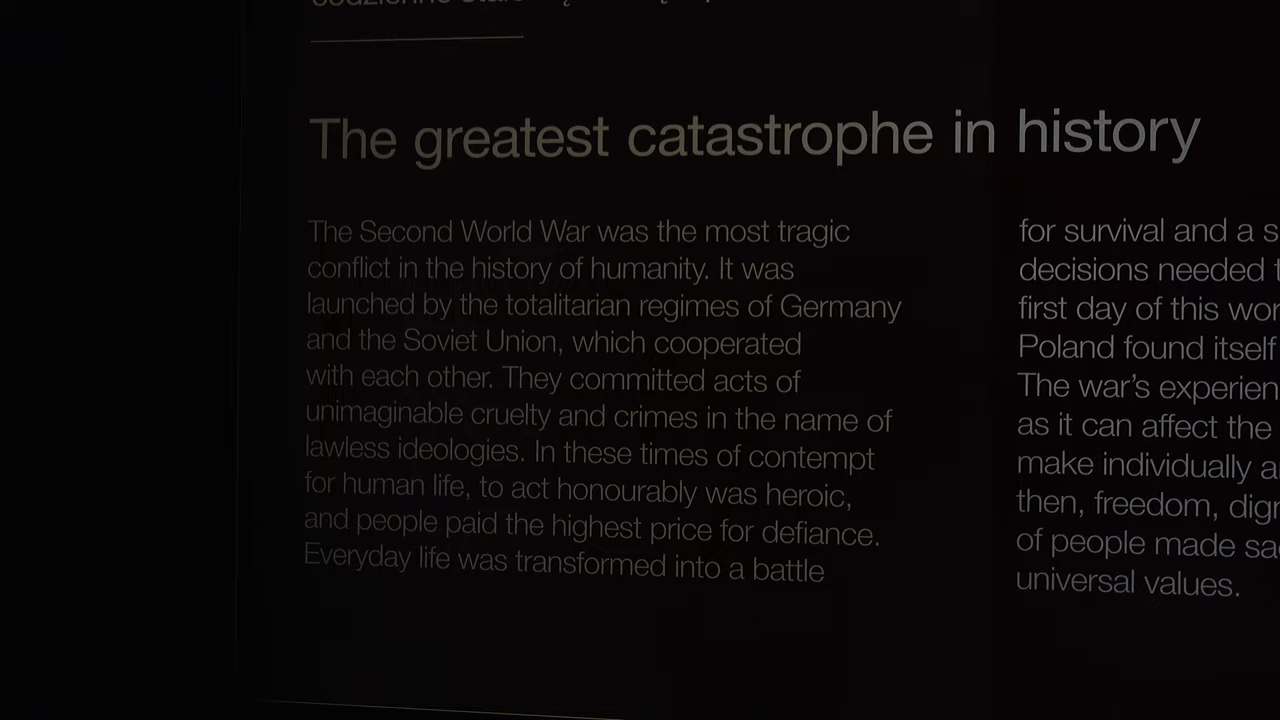 The greatest catastrophe in history
The Second World War was the most tragic
conflict in the history of humanity. It was
launched by the totalitarian regimes of Germany
and the Soviet Union, which cooperated
with each other. They committed acts of
unimaginable cruelty and crimes in the name of
lawless ideologies. In these times of contempt
for human life, to act honourably was heroic,
and people paid the highest price for defiance.
Everyday life was transformed into a battle
for survival and a
decisions needed
first day of this
Poland found itself
The war's
as it can affect the
make individually
then, freedom,
of people made
universal values.